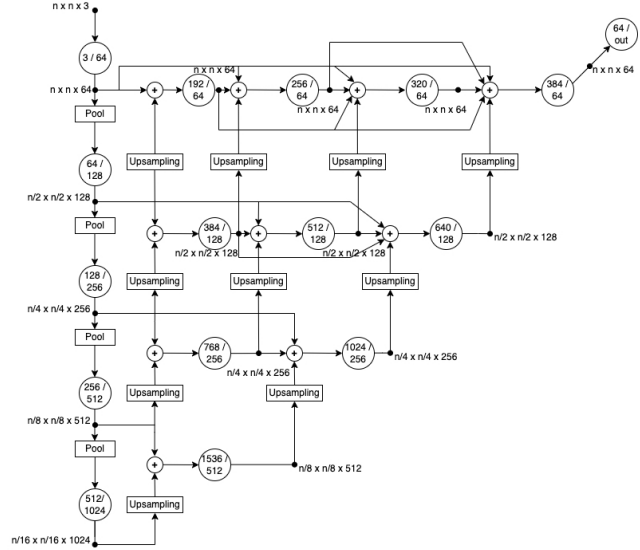 n x n x 3
64 /
out
3 / 64
n x n x 64
n x n x 64
n x n x 64
192 /
64
+
+
256 /
64
+
320 /
64
+
384 /
64
n x n x 64
n x n x 64
Pool
64 /
128
Upsampling
Upsampling
Upsampling
Upsampling
n/2 x n/2 x 128
Pool
+
384 /
128
+
512 /
128
+
640 /
128
n/2 x n/2 x 128
n/2 x n/2 x 128
n/2 x n/2 x 128
128 /
256
Upsampling
Upsampling
Upsampling
n/4 x n/4 x 256
Pool
+
768 /
256
+
1024 /
256
n/4 x n/4 x 256
n/4 x n/4 x 256
256 /
512
Upsampling
Upsampling
n/8 x n/8 x 512
Pool
+
1536 /
512
n/8 x n/8 x 512
512/
1024
Upsampling
n/16 x n/16 x 1024